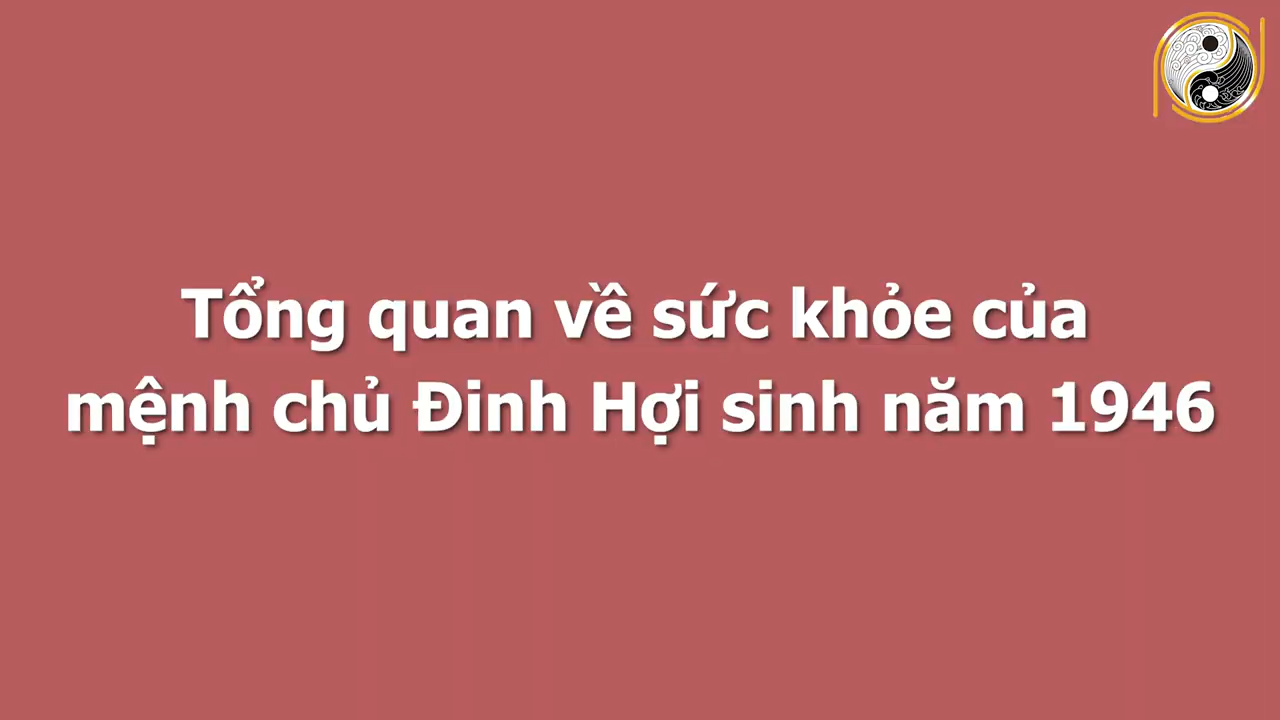 Tổng quan về sức khỏe của
mệnh chủ Đinh Hợi sinh năm 1946